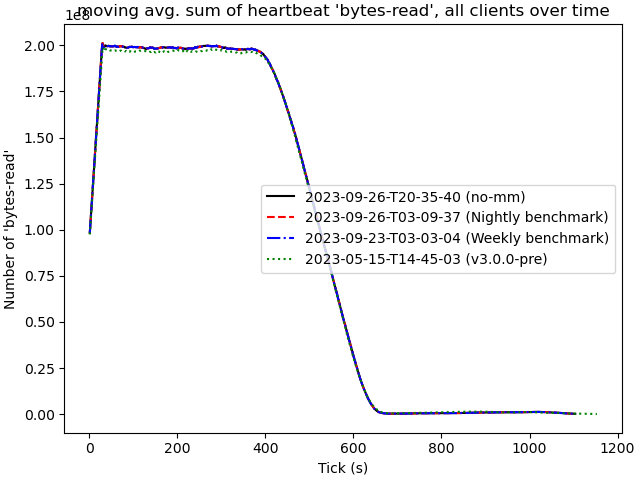 moving avg. sum of heartbeat 'bytes-read', all clients over time
1e8
2.00
1.75
1.50
1.25
1.00
0.75
0.50
0.25
0.00
Number of 'bytes-read'
2023-09-26-T20-35-40 (no-mm)
2023-09-26-T03-09-37 (Nightly benchmark)
2023-09-23-T03-03-04 (Weekly benchmark)
2023-05-15-T14-45-03 (v3.0.0-pre)
0 200 400 600 800 1000 1200
Tick (s)